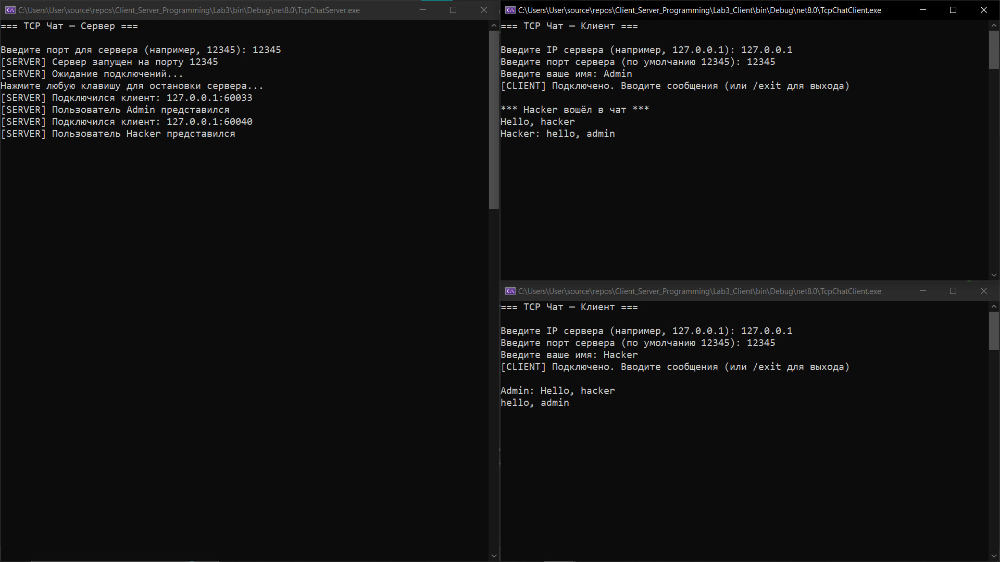 C:\Users\User\source\repos\Client_Server_Programming\Lab3\bin\Debug\net8.0\TcpChatServer.exe
=== TCP Чат — Сервер ===
Введите порт для сервера (например, 12345): 12345
[SERVER] Сервер запущен на порту 12345
[SERVER] Ожидание подключений...
Нажмите любую клавишу для остановки сервера...
[SERVER] Подключился клиент: 127.0.0.1:60033
[SERVER] Пользователь Admin представился
[SERVER] Подключился клиент: 127.0.0.1:60040
[SERVER] Пользователь Hacker представился
C:\Users\User\source\repos\Client_Server_Programming\Lab3_Client\bin\Debug\net8.0\TcpChatClient.exe
=== TCP Чат — Клиент ===
Введите IP сервера (например, 127.0.0.1): 127.0.0.1
Введите порт сервера (по умолчанию 12345): 12345
Введите ваше имя: Admin
[CLIENT] Подключено. Вводите сообщения (или /exit для выхода)
*** Hacker вошёл в чат ***
Hello, hacker
Hacker: hello, admin
C:\Users\User\source\repos\Client_Server_Programming\Lab3_Client\bin\Debug\net8.0\TcpChatClient.exe
=== TCP Чат — Клиент ===
Введите IP сервера (например, 127.0.0.1): 127.0.0.1
Введите порт сервера (по умолчанию 12345): 12345
Введите ваше имя: Hacker
[CLIENT] Подключено. Вводите сообщения (или /exit для выхода)
Admin: Hello, hacker
hello, admin